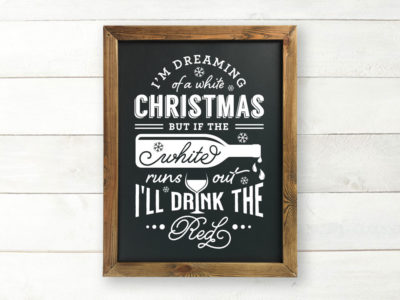 I'M DREAMING
of a white
CHRISTMAS
BUT IF THE
white
runs out
I'LL DRINK THE
Red